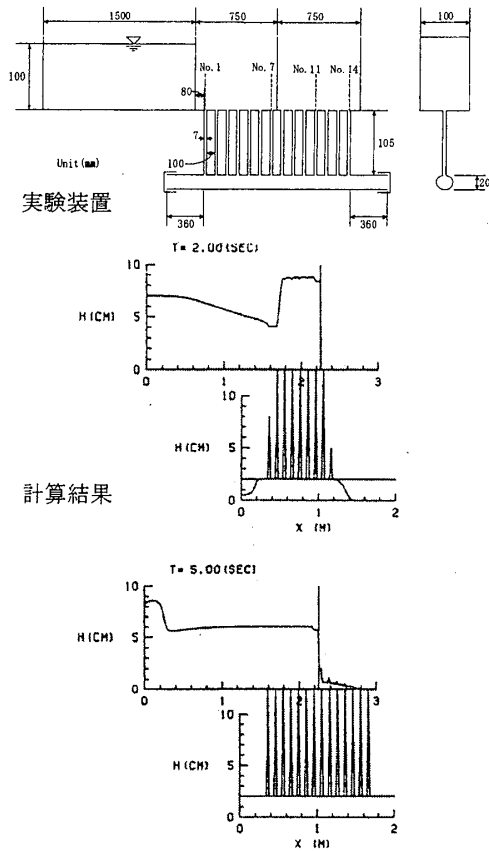 1500
750
750
100
100
No.1
No.7
No.11
No.14
80
7
100
105
20
Unit(mm)
360
360
実験装置
T= 2.00(SEC)
10
H(CM)
5
0
0
1
2
3
10
H(CM)
5
0
0
1
2
X (M)
計算結果
T= 5.00(SEC)
10
H(CM)
5
0
0
1
2
3
10
H(CM)
5
0
0
1
2
X (M)